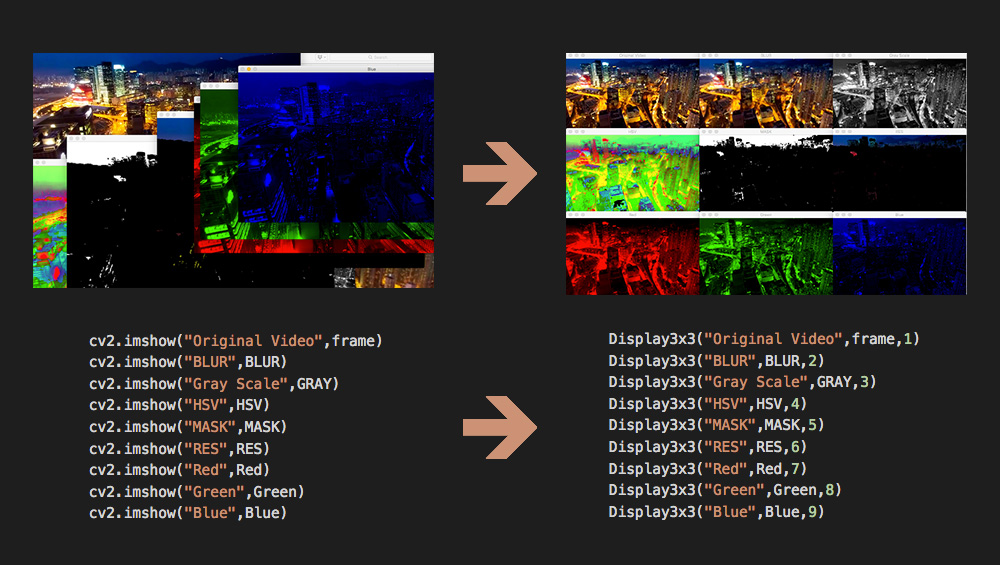 Blue
Original Video
BLUR
Gray Scale
HSV
MASK
RES
Red
Green
Blue
cv2.imshow("Original Video",frame)
cv2.imshow("BLUR",BLUR)
cv2.imshow("Gray Scale",GRAY)
cv2.imshow("HSV",HSV)
cv2.imshow("MASK",MASK)
cv2.imshow("RES",RES)
cv2.imshow("Red",Red)
cv2.imshow("Green",Green)
cv2.imshow("Blue",Blue)
Display3x3("Original Video",frame,1)
Display3x3("BLUR",BLUR,2)
Display3x3("Gray Scale",GRAY,3)
Display3x3("HSV",HSV,4)
Display3x3("MASK",MASK,5)
Display3x3("RES",RES,6)
Display3x3("Red",Red,7)
Display3x3("Green",Green,8)
Display3x3("Blue",Blue,9)